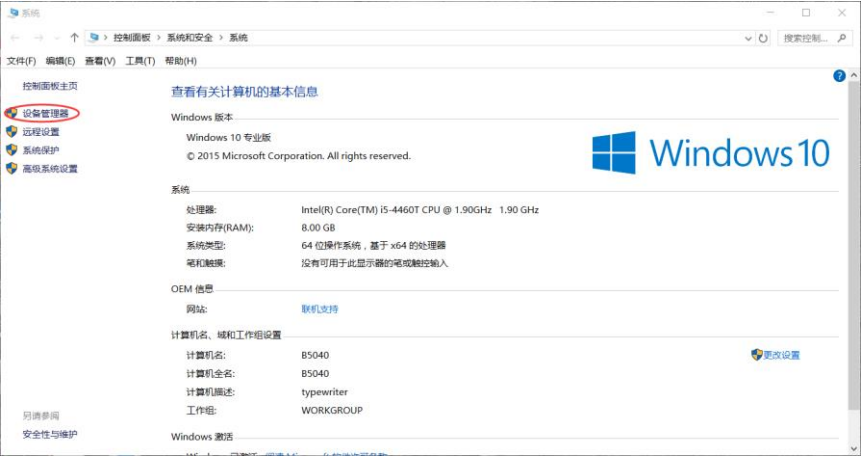 系统
控制面板 > 系统和安全 > 系统
搜索控制...
文件(F) 编辑(E) 查看(V) 工具(T) 帮助(H)
控制面板主页
设备管理器
远程设置
系统保护
高级系统设置
另请参阅
安全性与维护
查看有关计算机的基本信息
Windows 版本
Windows 10 专业版
© 2015 Microsoft Corporation. All rights reserved.
Windows 10
系统
处理器: Intel(R) Core(TM) i5-4460T CPU @ 1.90GHz 1.90 GHz
安装内存(RAM): 8.00 GB
系统类型: 64 位操作系统，基于 x64 的处理器
笔和触摸: 没有可用于此显示器的笔或触控输入
OEM 信息
网站: 联机支持
计算机名、域和工作组设置
计算机名: B5040
更改设置
计算机全名: B5040
计算机描述: typewriter
工作组: WORKGROUP
Windows 激活